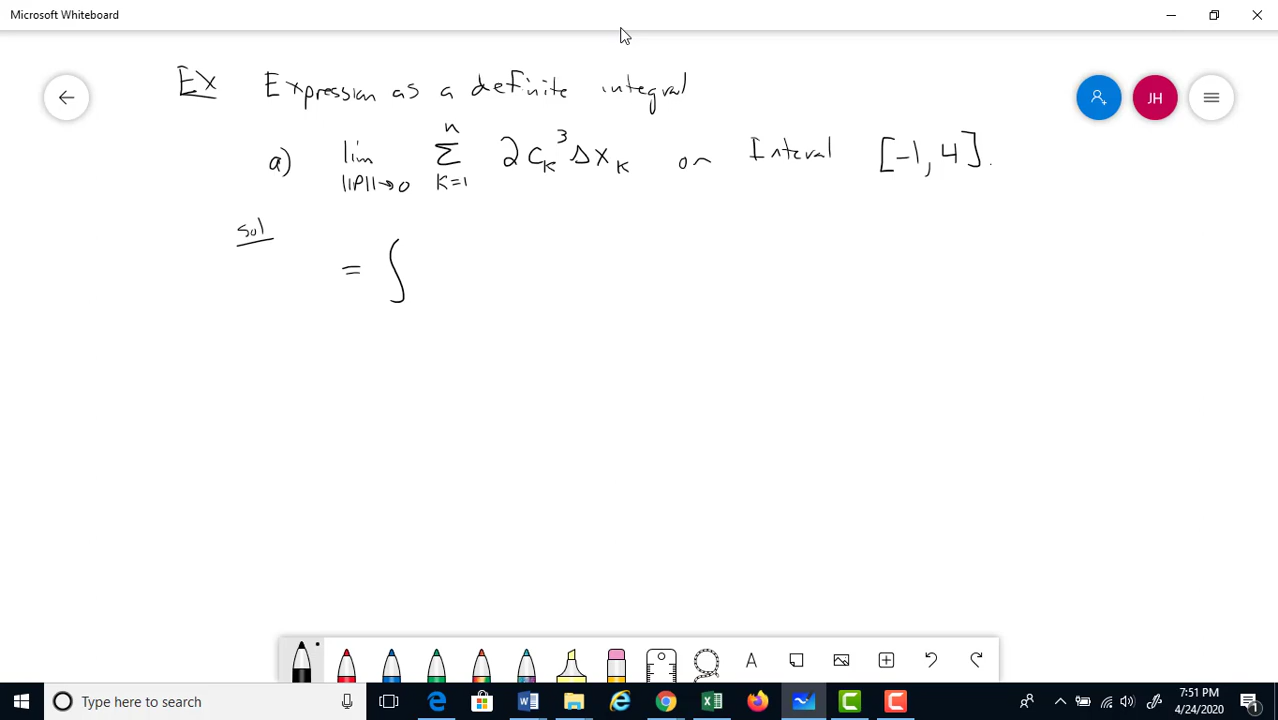 Microsoft Whiteboard
EX Expression as a definite integral
a) lim ||P||→0 n Σ K=1 2 c_K^3 Δx_K on Interval [-1, 4].
JH
sol
= ∫
A
Type here to search
7:51 PM
4/24/2020
1